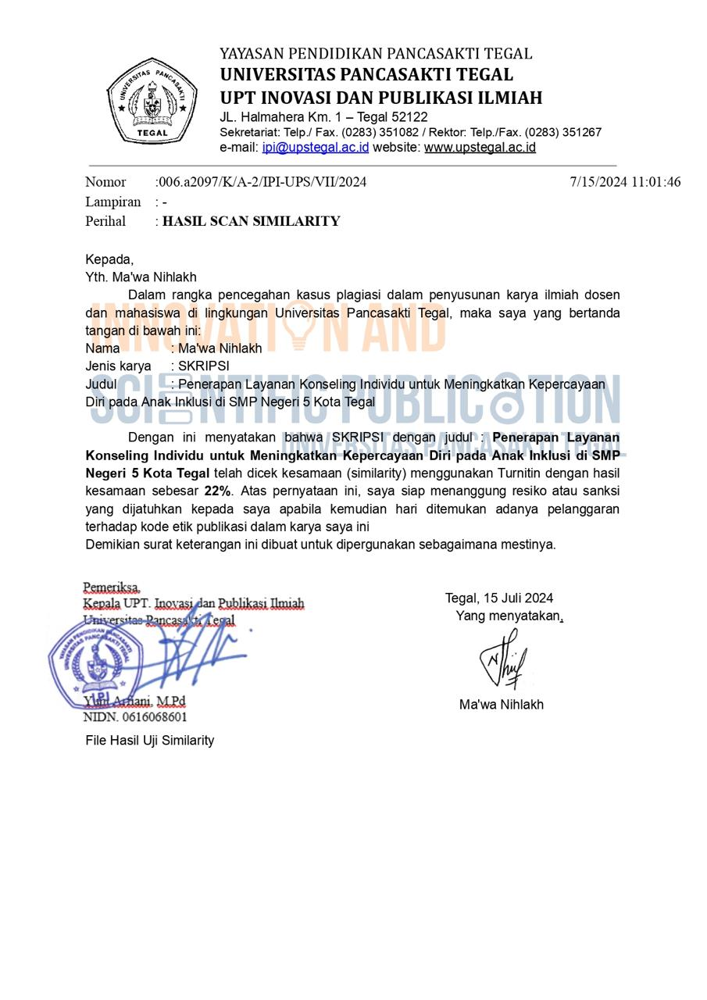 YAYASAN PENDIDIKAN PANCASAKTI TEGAL
UNIVERSITAS PANCASAKTI TEGAL
UPT INOVASI DAN PUBLIKASI ILMIAH
JL. Halmahera Km. 1 – Tegal 52122
Sekretariat: Telp./ Fax. (0283) 351082 / Rektor: Telp./Fax. (0283) 351267
e-mail: ipi@upstegal.ac.id website: www.upstegal.ac.id
UNIVERSITAS PANCASAKTI
TEGAL
Nomor :006.a2097/K/A-2/IPI-UPS/VII/2024 7/15/2024 11:01:46
Lampiran : -
Perihal : HASIL SCAN SIMILARITY
Kepada,
Yth. Ma'wa Nihlakh
Dalam rangka pencegahan kasus plagiasi dalam penyusunan karya ilmiah dosen
dan mahasiswa di lingkungan Universitas Pancasakti Tegal, maka saya yang bertanda
tangan di bawah ini:
Nama : Ma'wa Nihlakh
Jenis karya : SKRIPSI
Judul : Penerapan Layanan Konseling Individu untuk Meningkatkan Kepercayaan
Diri pada Anak Inklusi di SMP Negeri 5 Kota Tegal
INNOVATION AND
SCIENTIFIC PUBLICATION
UNIVERSITAS PANCASAKTI TEGAL
Dengan ini menyatakan bahwa SKRIPSI dengan judul : Penerapan Layanan
Konseling Individu untuk Meningkatkan Kepercayaan Diri pada Anak Inklusi di SMP
Negeri 5 Kota Tegal telah dicek kesamaan (similarity) menggunakan Turnitin dengan hasil
kesamaan sebesar 22%. Atas pernyataan ini, saya siap menanggung resiko atau sanksi
yang dijatuhkan kepada saya apabila kemudian hari ditemukan adanya pelanggaran
terhadap kode etik publikasi dalam karya saya ini
Demikian surat keterangan ini dibuat untuk dipergunakan sebagaimana mestinya.
Pemeriksa,
Kepala UPT. Inovasi dan Publikasi Ilmiah
Universitas Pancasakti Tegal
YAYASAN PENDIDIKAN PANCASAKTI
UNIVERSITAS PANCASAKTI TEGAL
IPI
Yuni Arfiani, M.Pd
NIDN. 0616068601
Tegal, 15 Juli 2024
Yang menyatakan,
Ma'wa Nihlakh
File Hasil Uji Similarity